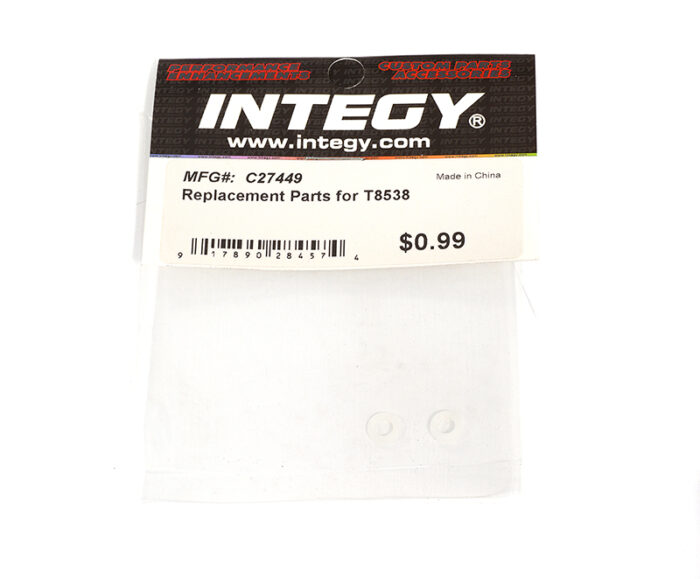 PERFORMANCE ENHANCEMENTS
CUSTOM PARTS ACCESSORIES
INTEGY®
www.integy.com
MFG#: C27449
Made in China
Replacement Parts for T8538
$0.99
9 17890 28457 4